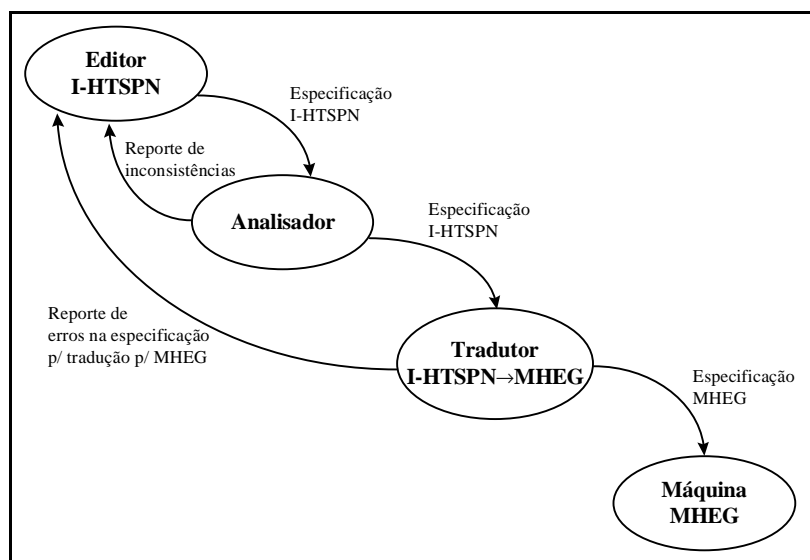 Editor
I-HTSPN
Especificação
I-HTSPN
Reporte de
inconsistências
Analisador
Especificação
I-HTSPN
Reporte de
erros na especificação
p/ tradução p/ MHEG
Tradutor
I-HTSPN→MHEG
Especificação
MHEG
Máquina
MHEG